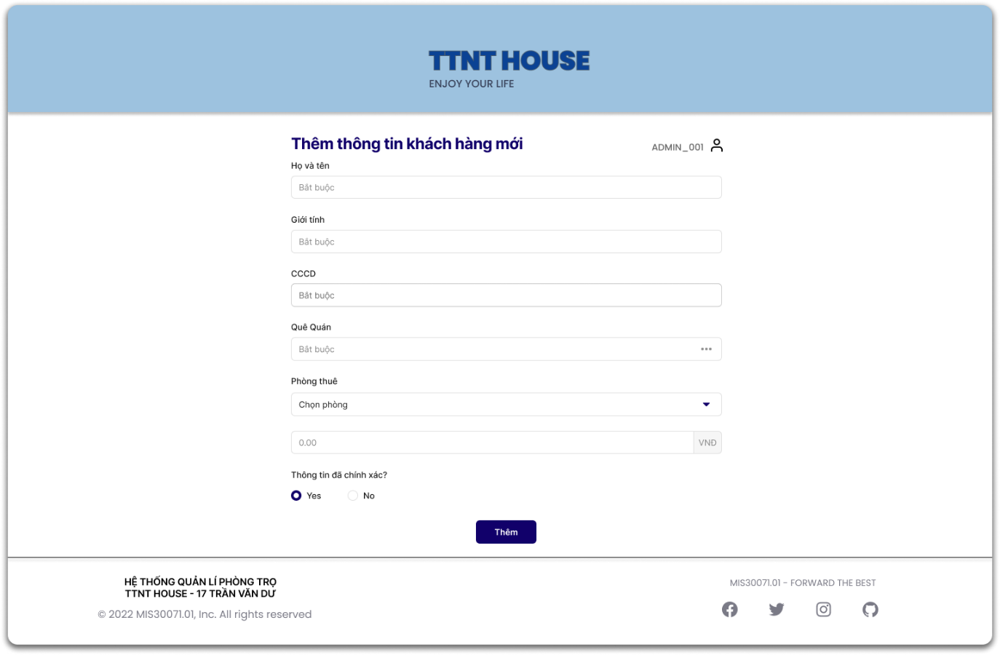 TTNT HOUSE
ENJOY YOUR LIFE
Thêm thông tin khách hàng mới
ADMIN_001
Họ và tên
Bắt buộc
Giới tính
Bắt buộc
CCCD
Bắt buộc
Quê Quán
Bắt buộc
Phòng thuê
Chọn phòng
0.00
VNĐ
Thông tin đã chính xác?
Yes
No
Thêm
HỆ THỐNG QUẢN LÍ PHÒNG TRỌ
TTNT HOUSE - 17 TRẦN VĂN DƯ
© 2022 MIS30071.01, Inc. All rights reserved
MIS30071.01 - FORWARD THE BEST